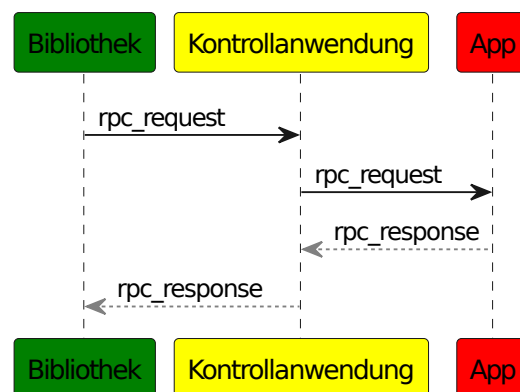 Bibliothek Kontrollanwendung App
rpc_request
rpc_request
rpc_response
rpc_response
Bibliothek Kontrollanwendung App